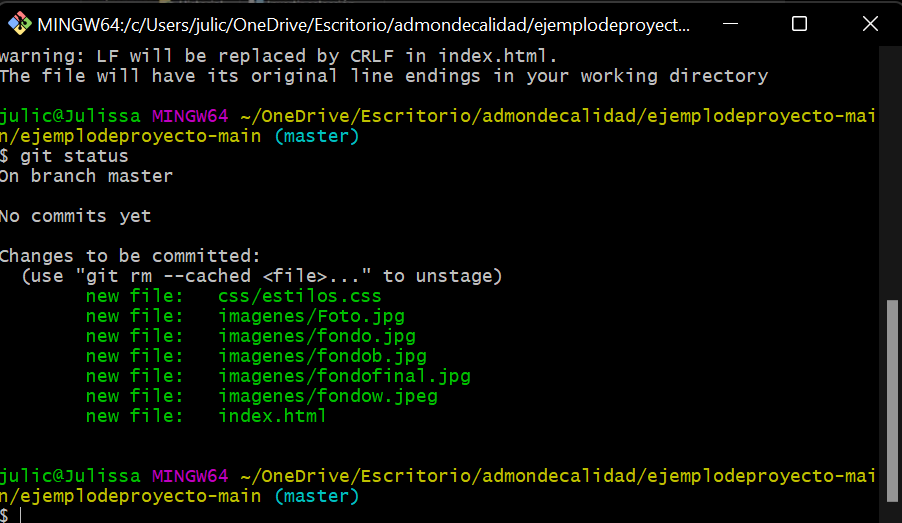 MINGW64:/c/Users/julic/OneDrive/Escritorio/admondecalidad/ejemplodeproyect...
warning: LF will be replaced by CRLF in index.html.
The file will have its original line endings in your working directory
julic@Julissa MINGW64 ~/OneDrive/Escritorio/admondecalidad/ejemplodeproyecto-mai
n/ejemplodeproyecto-main (master)
$ git status
On branch master
No commits yet
Changes to be committed:
  (use "git rm --cached <file>..." to unstage)
        new file:   css/estilos.css
        new file:   imagenes/Foto.jpg
        new file:   imagenes/fondo.jpg
        new file:   imagenes/fondob.jpg
        new file:   imagenes/fondofinal.jpg
        new file:   imagenes/fondow.jpeg
        new file:   index.html
julic@Julissa MINGW64 ~/OneDrive/Escritorio/admondecalidad/ejemplodeproyecto-mai
n/ejemplodeproyecto-main (master)
$